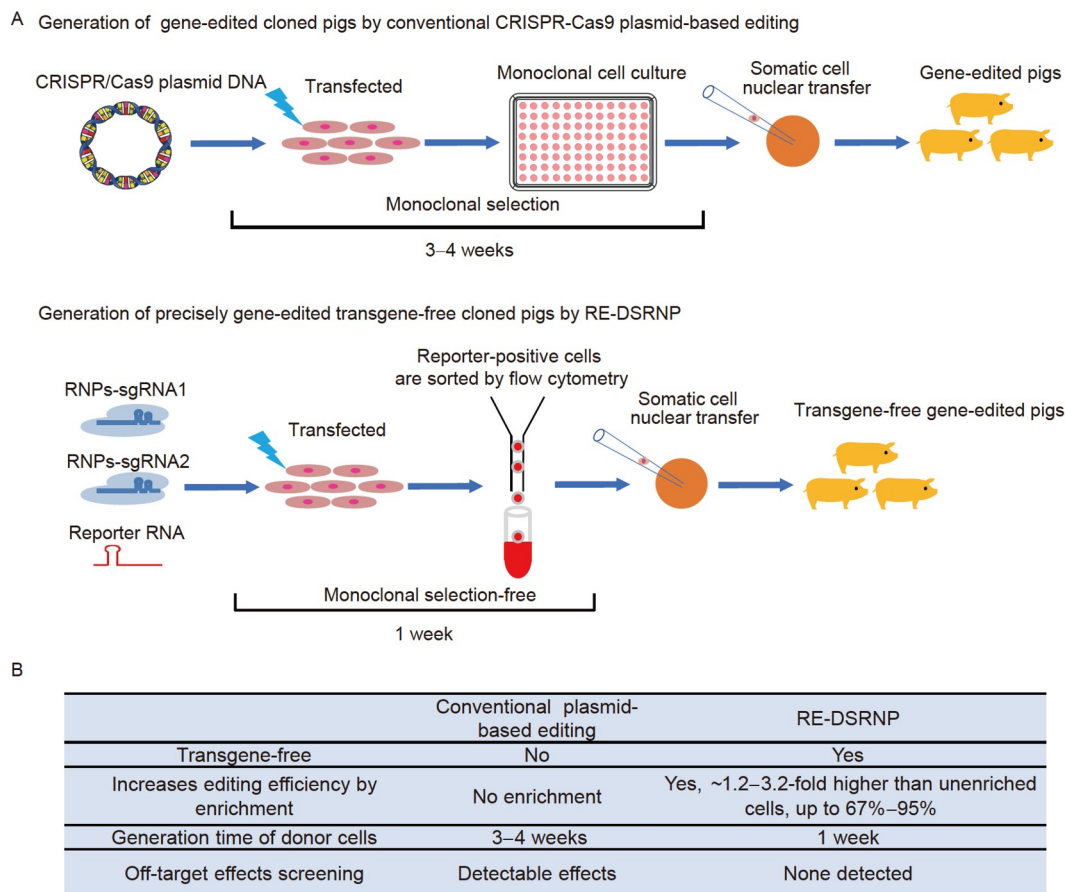 A Generation of gene-edited cloned pigs by conventional CRISPR-Cas9 plasmid-based editing
CRISPR/Cas9 plasmid DNA
Transfected
Monoclonal cell culture
Somatic cell
nuclear transfer
Gene-edited pigs
Monoclonal selection
3–4 weeks
Generation of precisely gene-edited transgene-free cloned pigs by RE-DSRNP
Reporter-positive cells
are sorted by flow cytometry
RNPs-sgRNA1
RNPs-sgRNA2
Reporter RNA
Transfected
Somatic cell
nuclear transfer
Transgene-free gene-edited pigs
Monoclonal selection-free
1 week
B
Conventional plasmid-
based editing
RE-DSRNP
Transgene-free No Yes
Increases editing efficiency by
enrichment
No enrichment
Yes, ~1.2–3.2-fold higher than unenriched
cells, up to 67%–95%
Generation time of donor cells 3–4 weeks 1 week
Off-target effects screening Detectable effects None detected